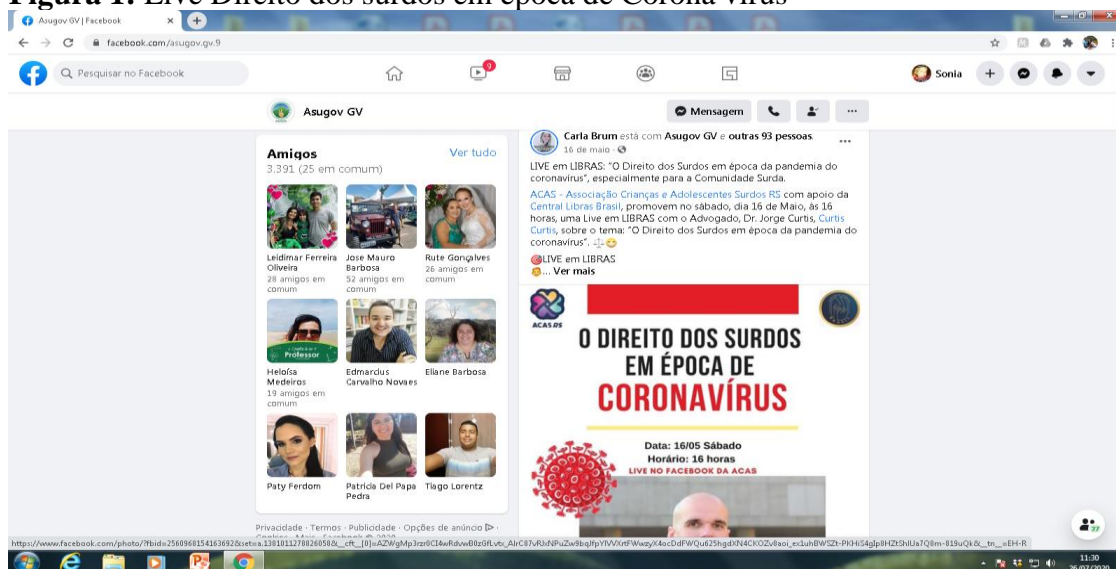 Figura 1: Live Direito dos surdos em época de Corona vírus
Asugov GV | Facebook
facebook.com/asugov.gv.9
Pesquisar no Facebook
9
Sonia
Asugov GV
Mensagem
Amigos
Ver tudo
3.391 (25 em comum)
Leidimar Ferreira
Oliveira
28 amigos em
comum
Jose Mauro
Barbosa
52 amigos em
comum
Rute Gonçalves
26 amigos em
comum
Professor
Heloísa
Medeiros
19 amigos em
comum
Edmarcius
Carvalho Novaes
Eliane Barbosa
Paty Ferdom
Patricia Del Papa
Pedra
Tiago Lorentz
Privacidade · Termos · Publicidade · Opções de anúncio
Carla Brum está com Asugov GV e outras 93 pessoas.
16 de maio
LIVE em LIBRAS: "O Direito dos Surdos em época da pandemia do
coronavírus", especialmente para a Comunidade Surda.
ACAS - Associação Crianças e Adolescentes Surdos RS com apoio da
Central Libras Brasil, promovem no sábado, dia 16 de Maio, às 16
horas, uma Live em LIBRAS com o Advogado, Dr. Jorge Curtis, Curtis
Curtis, sobre o tema: "O Direito dos Surdos em época da pandemia do
coronavírus".
LIVE em LIBRAS
... Ver mais
ACAS.RS
O DIREITO DOS SURDOS
EM ÉPOCA DE
CORONAVÍRUS
Data: 16/05 Sábado
Horário: 16 horas
LIVE NO FACEBOOK DA ACAS
27
11:30
26/07/2020